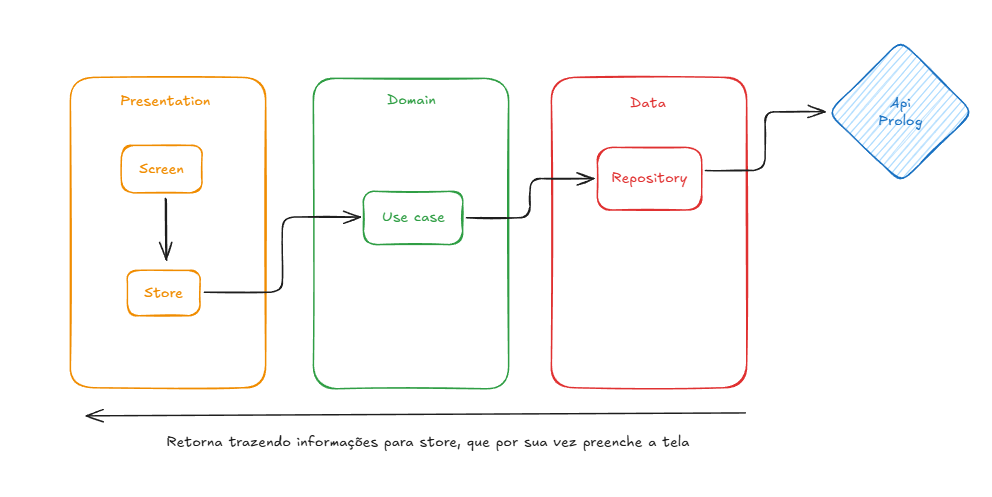 Presentation
Domain
Data
Api
Prolog
Screen
Repository
Use case
Store
Retorna trazendo informações para store, que por sua vez preenche a tela